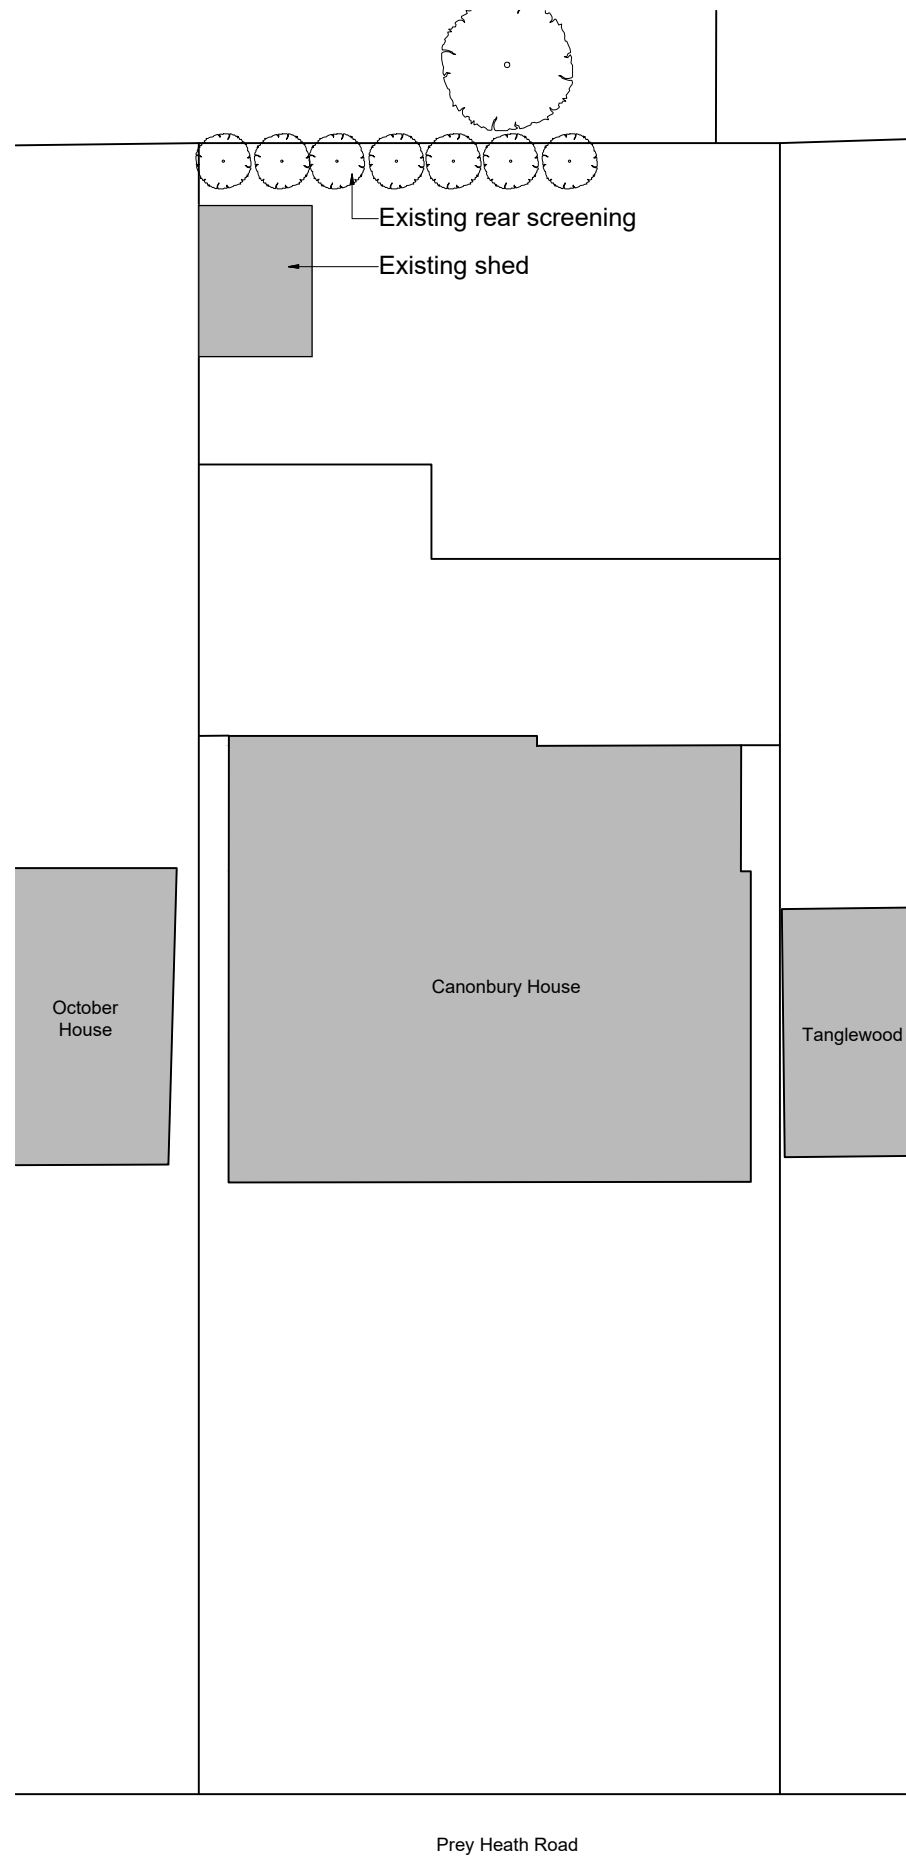 Existing rear screening
Existing shed
Canonbury House
October
House
Tanglewood
Prey Heath Road